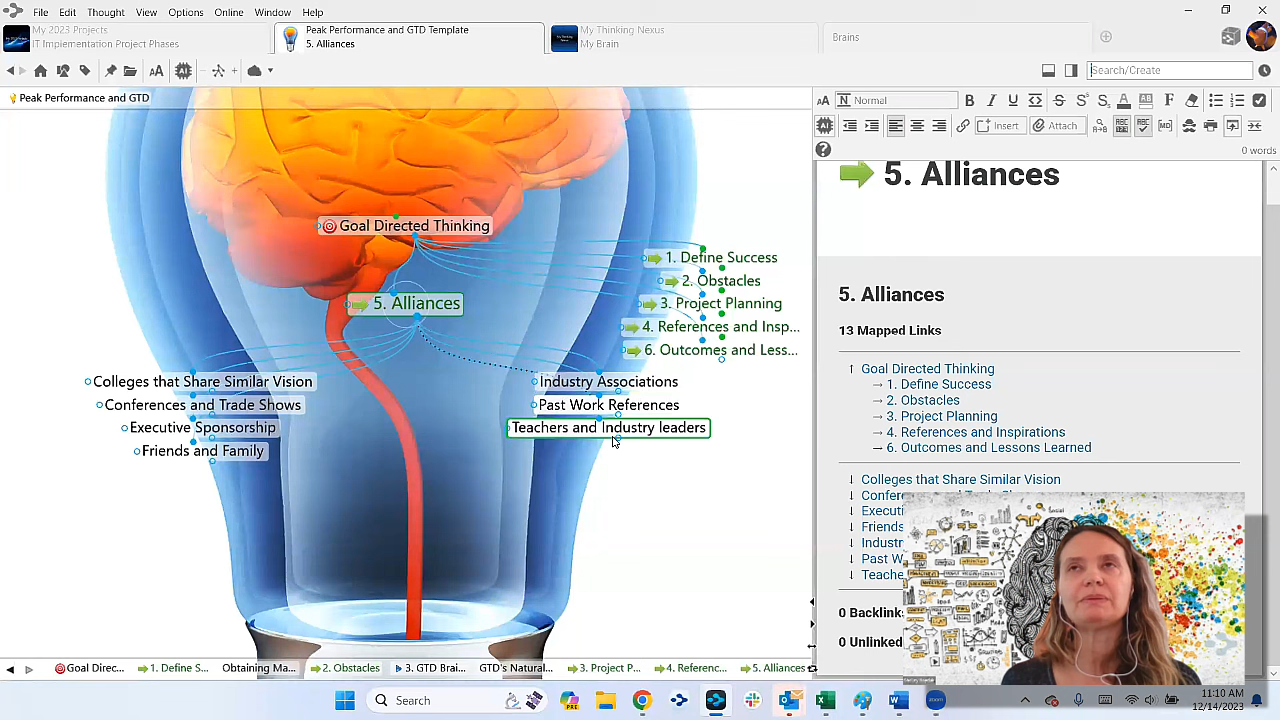 File Edit Thought View Options Online Window Help
My 2023 Projects
IT Impiementation Project Phases
Peak Performance and GTD Template
5. Alliances
My Thinking Nexus
My Brain
Brains
Search/Create
Peak Performance and GTD
Normal
Insert
Attach
0 words
Goal Directed Thinking
1. Define Success
2. Obstacles
3. Project Planning
4. References and Insp...
6. Outcomes and Less...
5. Alliances
Colleges that Share Similar Vision
Conferences and Trade Shows
Executive Sponsorship
Friends and Family
Industry Associations
Past Work References
Teachers and Industry leaders
5. Alliances
5. Alliances
13 Mapped Links
Goal Directed Thinking
1. Define Success
2. Obstacles
3. Project Planning
4. References and Inspirations
6. Outcomes and Lessons Learned
Colleges that Share Similar Vision
Confere
Executi
Friends
Industr
Past W
Teache
0 Backlink
0 Unlinked
Goal Direc... 1. Define S... Obtaining Ma... 2. Obstacles 3. GTD Brai... GTD's Natural... 3. Project P... 4. Referenc... 5. Alliances
Search
11:10 AM
12/14/2023